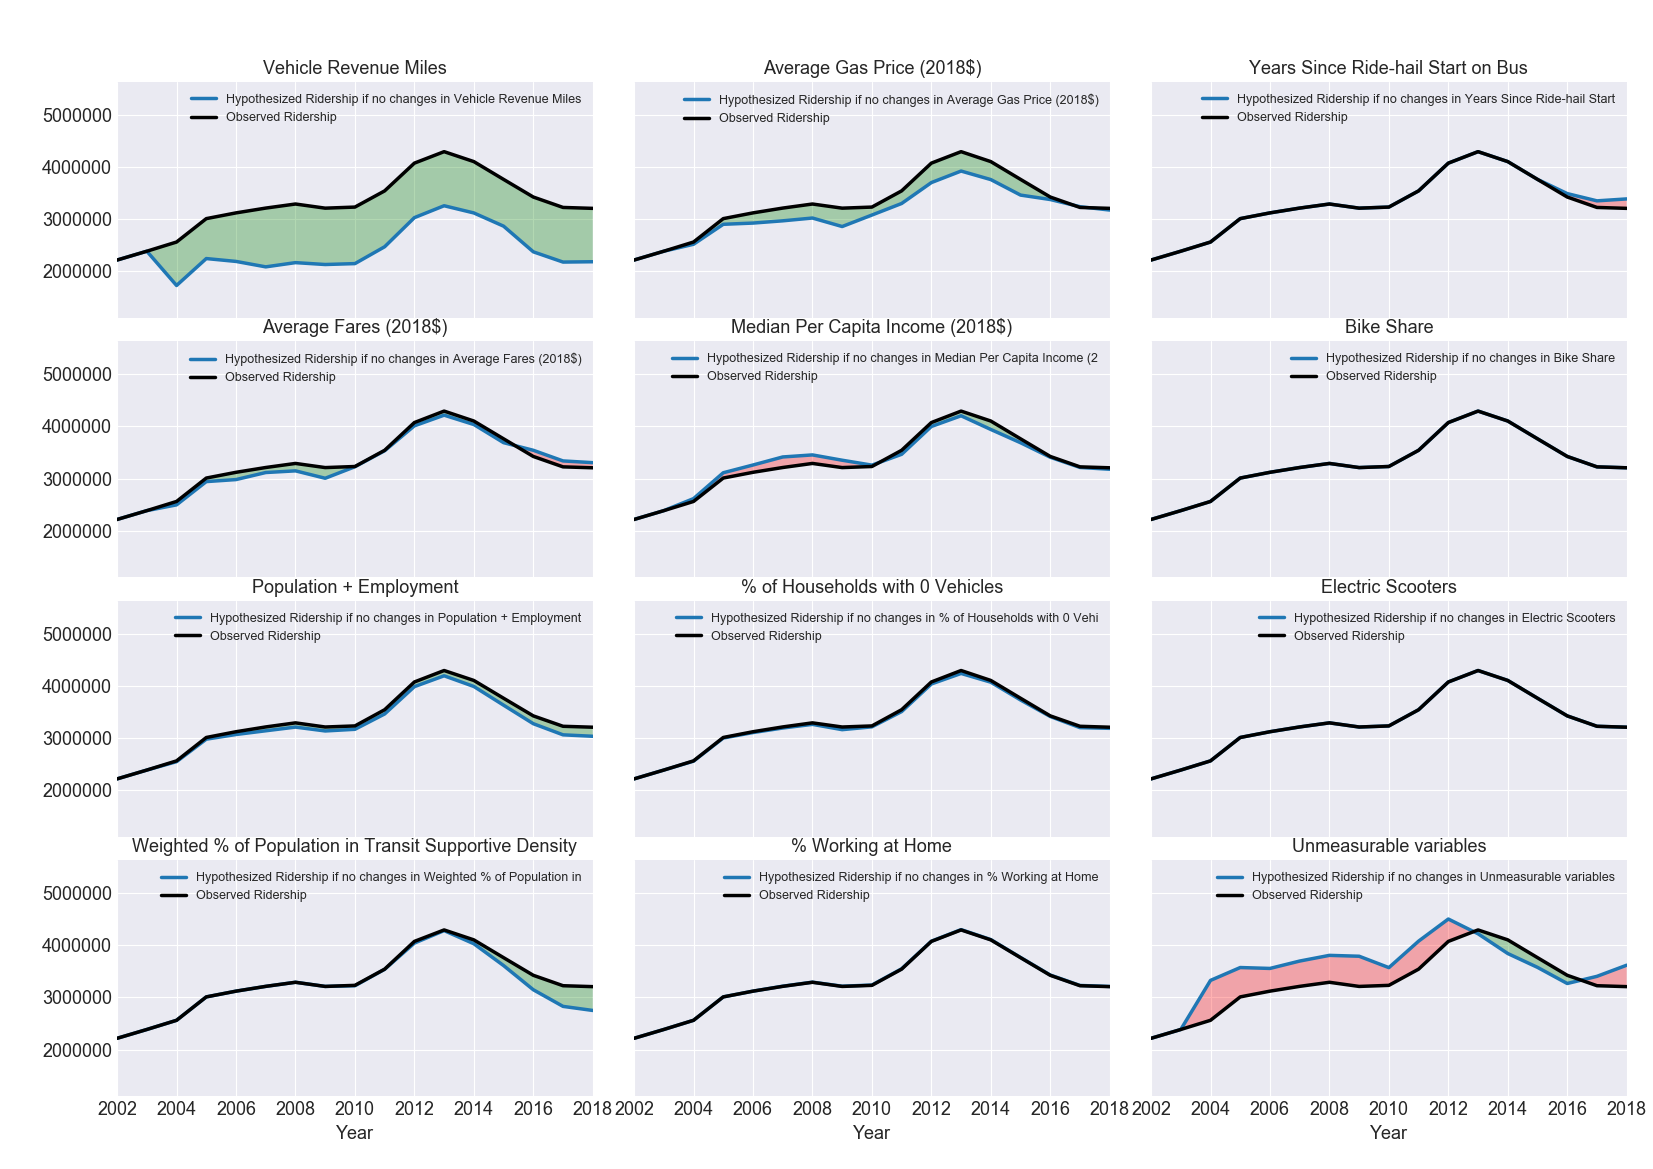 Vehicle Revenue Miles
Hypothesized Ridership if no changes in Vehicle Revenue Miles
Observed Ridership
5000000
4000000
3000000
2000000
Average Gas Price (2018$)
Hypothesized Ridership if no changes in Average Gas Price (2018$)
Observed Ridership
Years Since Ride-hail Start on Bus
Hypothesized Ridership if no changes in Years Since Ride-hail Start
Observed Ridership
Average Fares (2018$)
Hypothesized Ridership if no changes in Average Fares (2018$)
Observed Ridership
5000000
4000000
3000000
2000000
Median Per Capita Income (2018$)
Hypothesized Ridership if no changes in Median Per Capita Income (2
Observed Ridership
Bike Share
Hypothesized Ridership if no changes in Bike Share
Observed Ridership
Population + Employment
Hypothesized Ridership if no changes in Population + Employment
Observed Ridership
5000000
4000000
3000000
2000000
% of Households with 0 Vehicles
Hypothesized Ridership if no changes in % of Households with 0 Vehi
Observed Ridership
Electric Scooters
Hypothesized Ridership if no changes in Electric Scooters
Observed Ridership
Weighted % of Population in Transit Supportive Density
Hypothesized Ridership if no changes in Weighted % of Population in
Observed Ridership
5000000
4000000
3000000
2000000
2002 2004 2006 2008 2010 2012 2014 2016 2018
Year
% Working at Home
Hypothesized Ridership if no changes in % Working at Home
Observed Ridership
2002 2004 2006 2008 2010 2012 2014 2016 2018
Year
Unmeasurable variables
Hypothesized Ridership if no changes in Unmeasurable variables
Observed Ridership
2002 2004 2006 2008 2010 2012 2014 2016 2018
Year